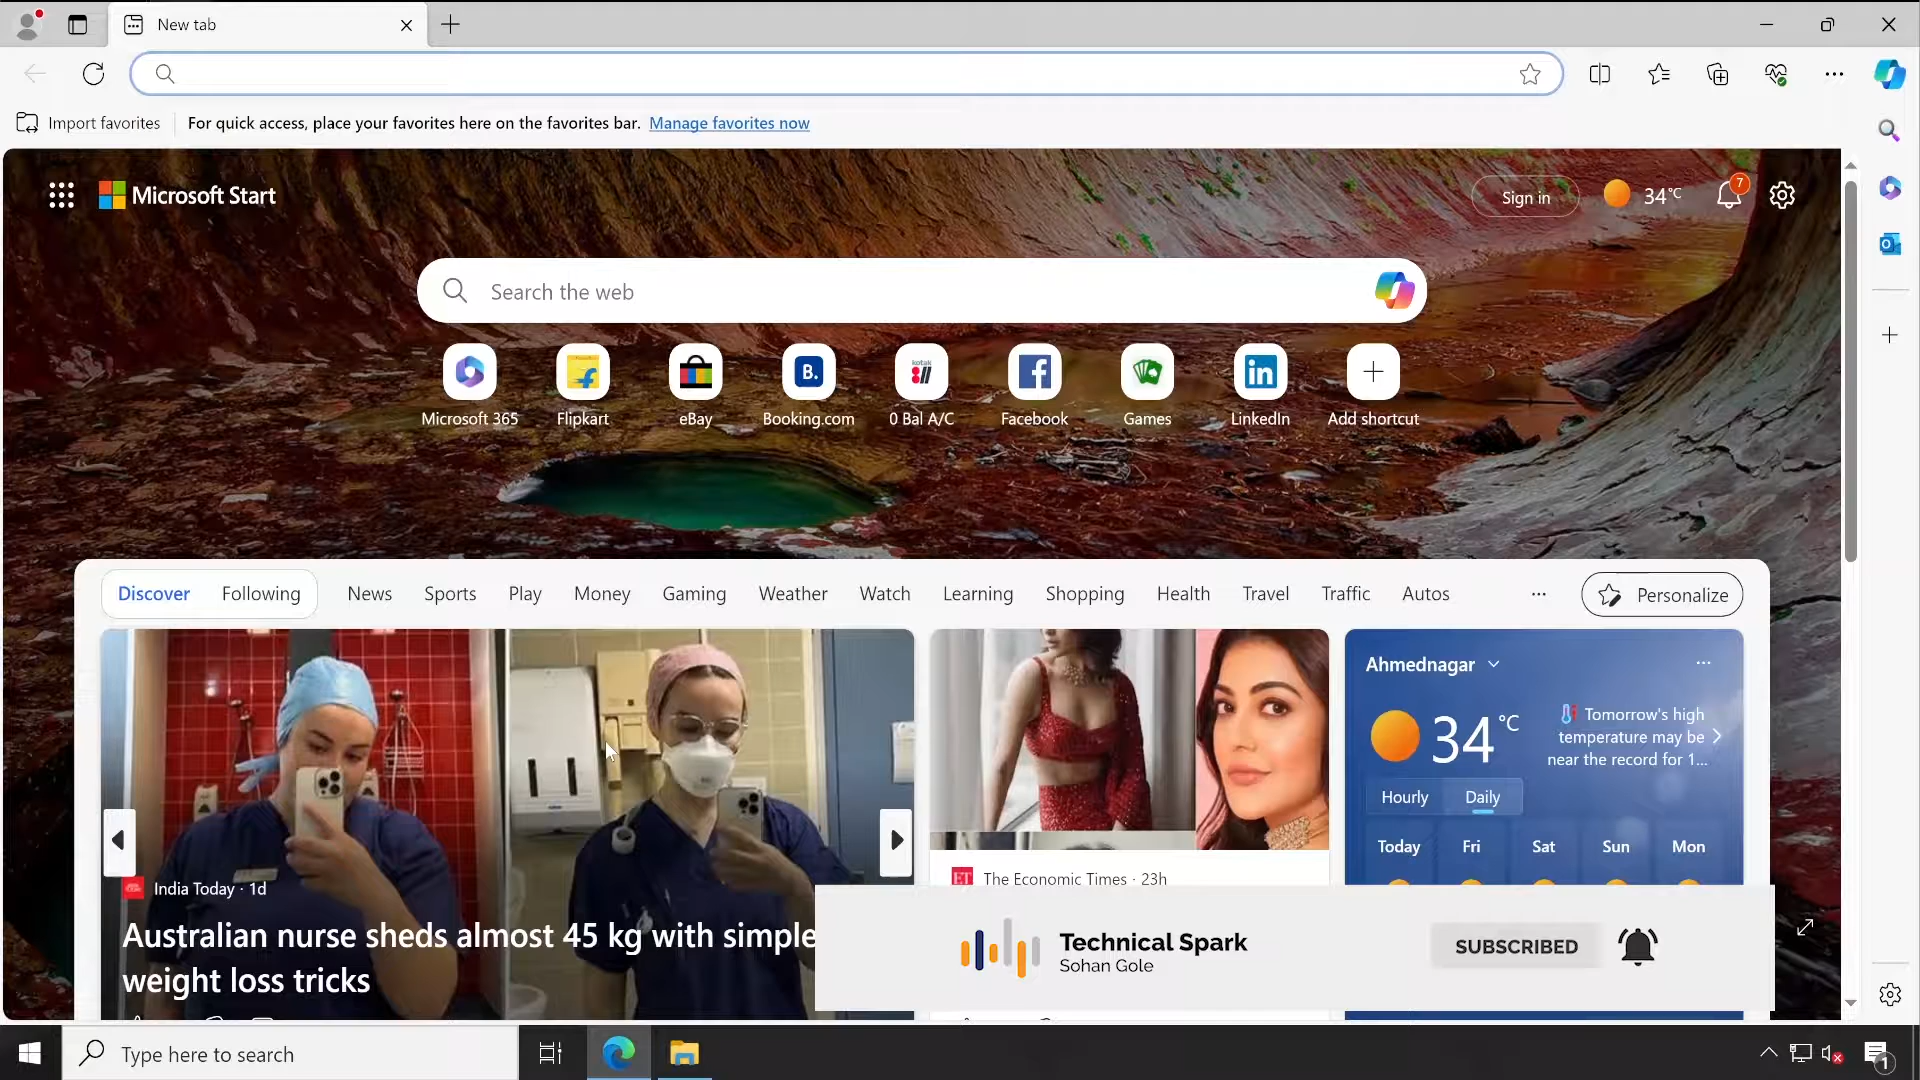 New tab
Import favorites
For quick access, place your favorites here on the favorites bar. Manage favorites now
Microsoft Start
Sign in
34°C
7
Search the web
Microsoft 365
Flipkart
eBay
B.
Booking.com
kotak
0 Bal A/C
Facebook
Games
in
LinkedIn
Add shortcut
Discover
Following
News
Sports
Play
Money
Gaming
Weather
Watch
Learning
Shopping
Health
Travel
Traffic
Autos
Personalize
India Today · 1d
Australian nurse sheds almost 45 kg with simple
weight loss tricks
ET
The Economic Times · 23h
Ahmednagar
34 °C
Tomorrow's high
temperature may be
near the record for 1...
Hourly
Daily
Today
Fri
Sat
Sun
Mon
Technical Spark
Sohan Gole
SUBSCRIBED
Type here to search
1